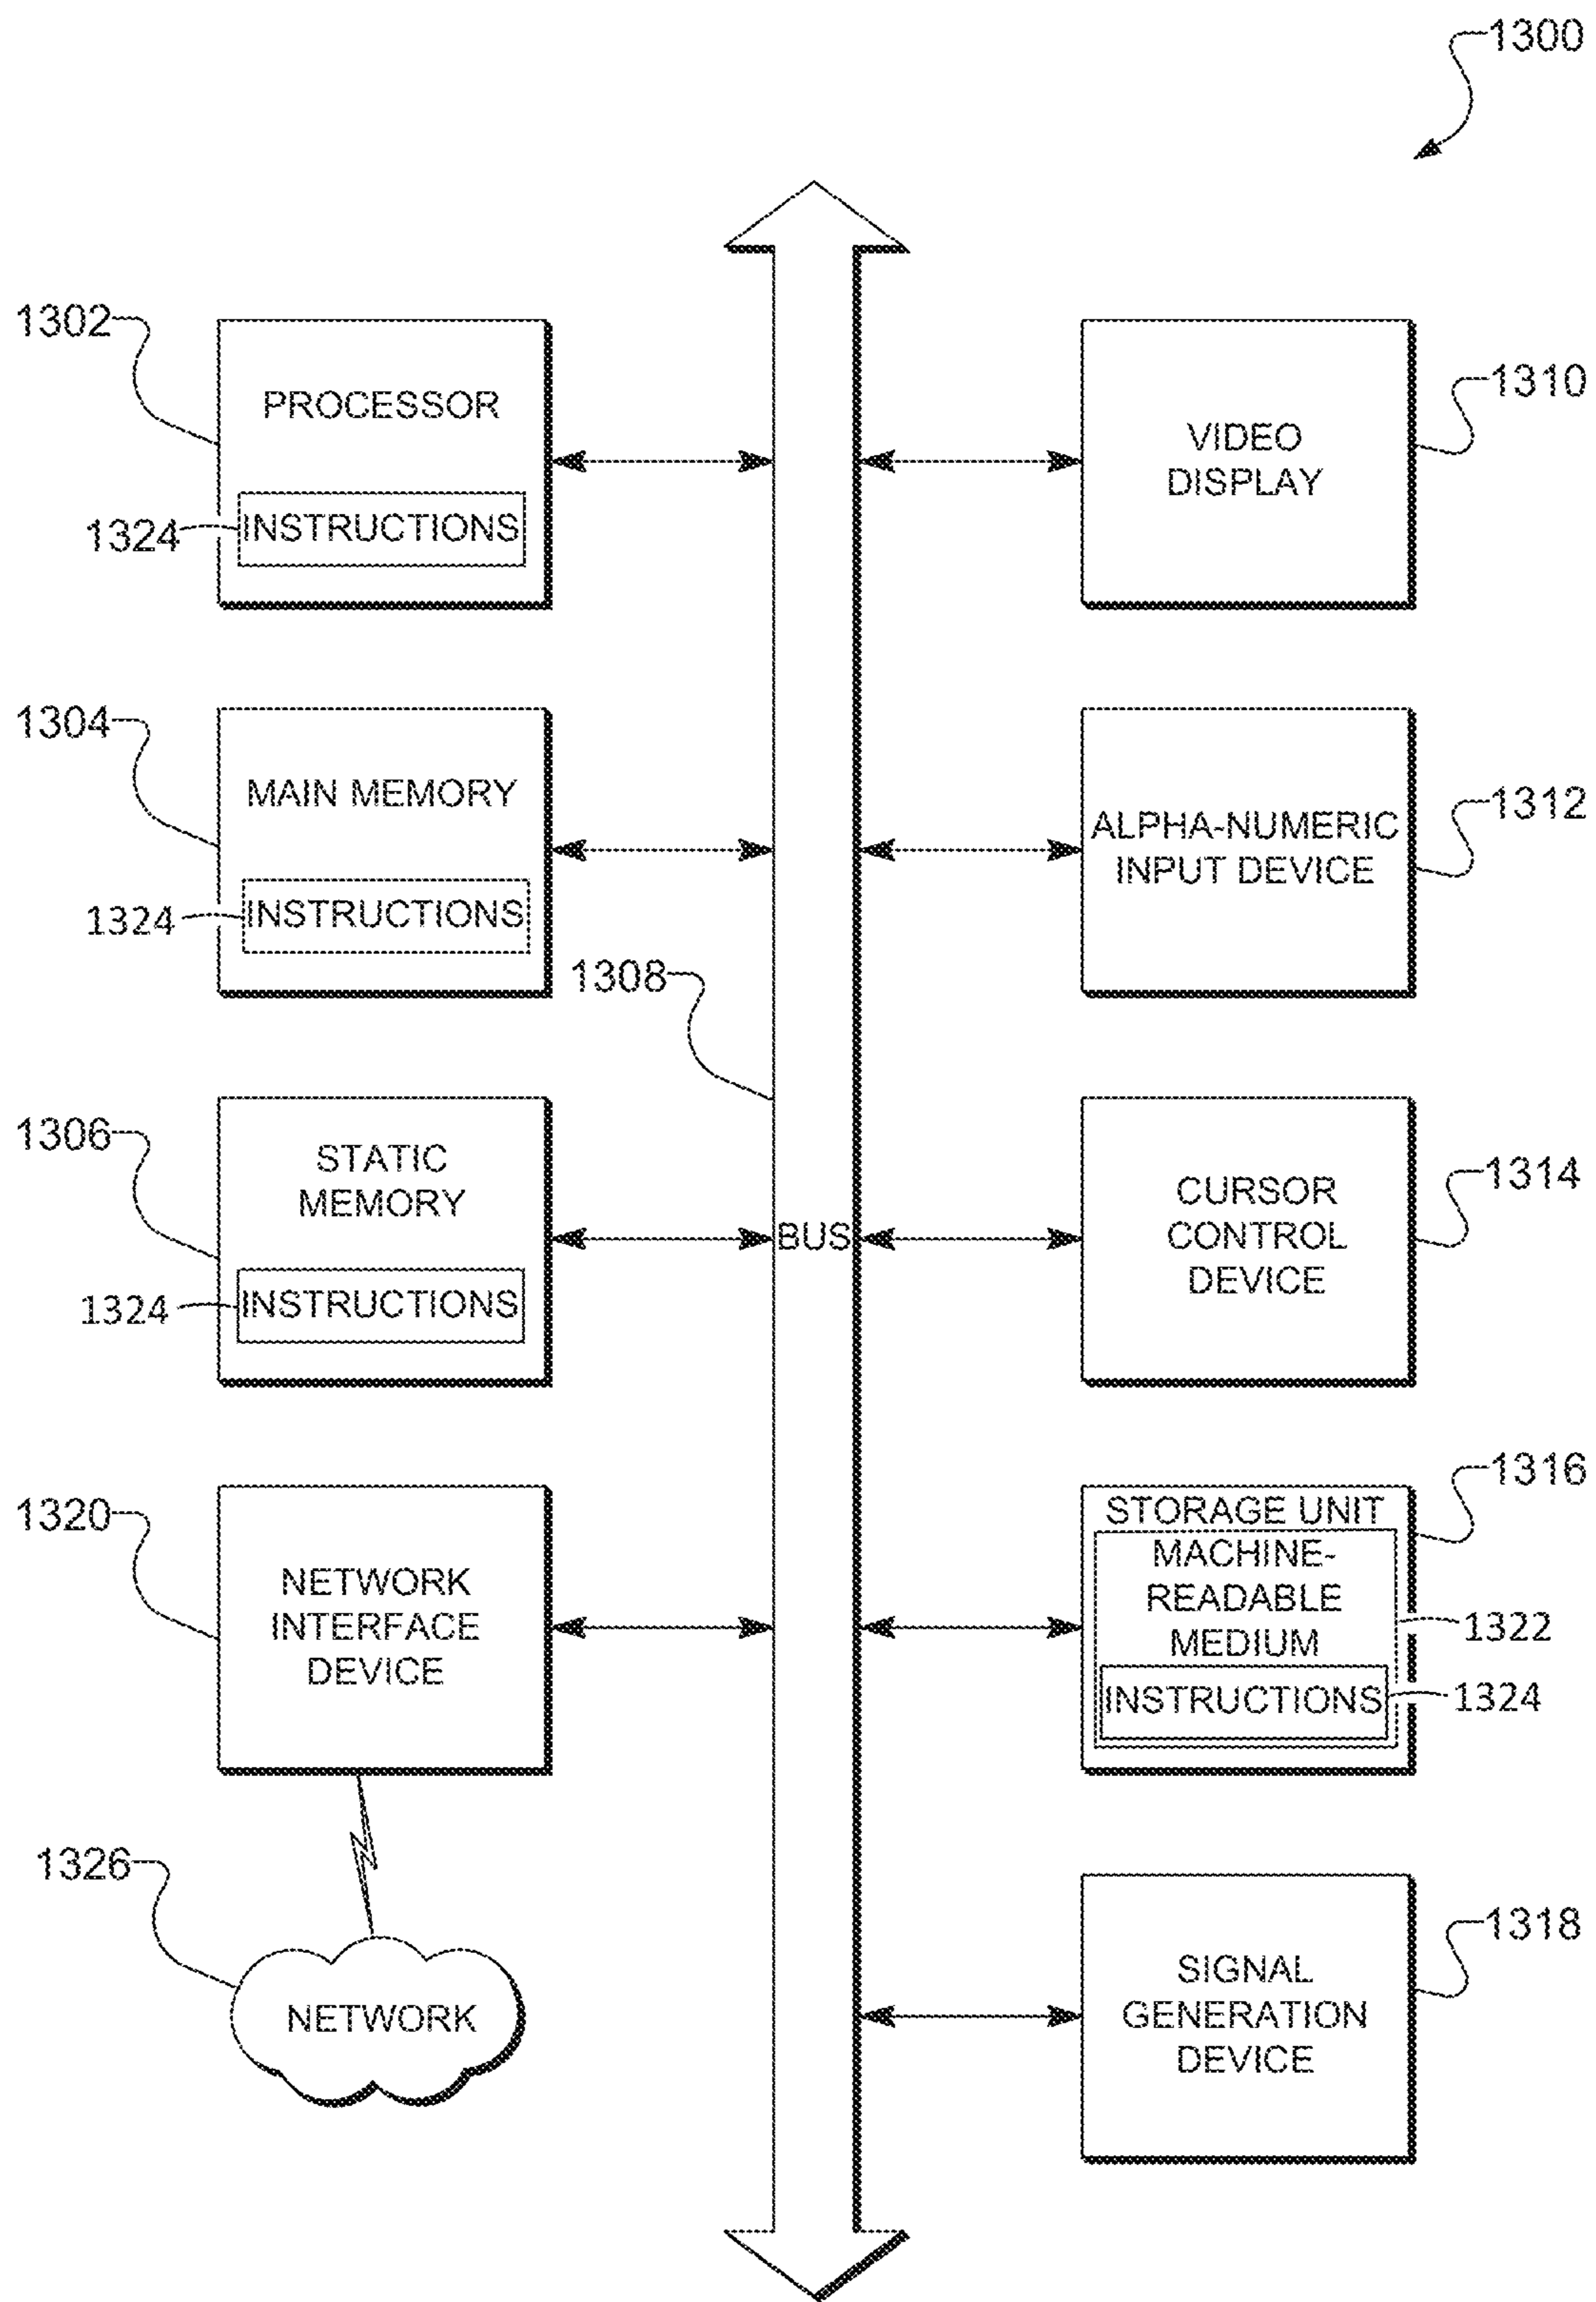 1300
1302
PROCESSOR
1324
INSTRUCTIONS
1310
VIDEO
DISPLAY
1304
MAIN MEMORY
1324
INSTRUCTIONS
1312
ALPHA-NUMERIC
INPUT DEVICE
1308
BUS
1306
STATIC
MEMORY
1324
INSTRUCTIONS
1314
CURSOR
CONTROL
DEVICE
1320
NETWORK
INTERFACE
DEVICE
1316
STORAGE UNIT
MACHINE-
READABLE
MEDIUM
1322
INSTRUCTIONS
1324
1326
NETWORK
1318
SIGNAL
GENERATION
DEVICE